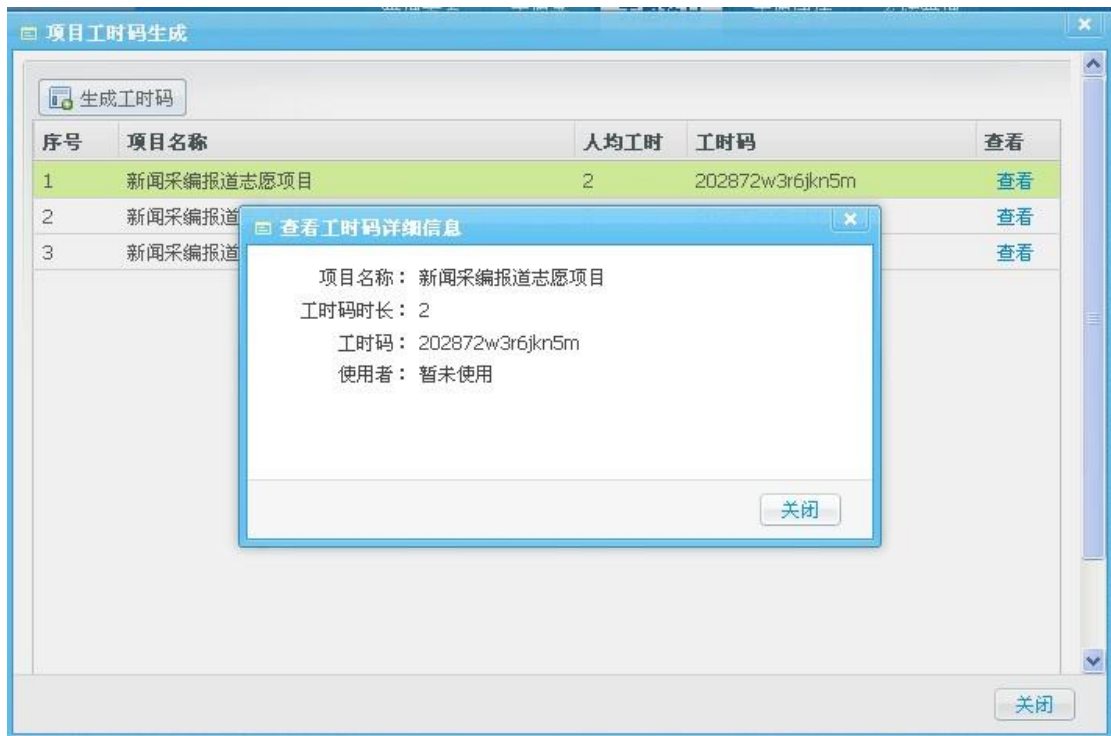 项目工时码生成
生成工时码
序号 项目名称 人均工时 工时码 查看
1 新闻采编报道志愿项目 2 202872w3r6jkn5m 查看
2 新闻采编报道 查看
3 新闻采编报道 查看
查看工时码详细信息
项目名称： 新闻采编报道志愿项目
工时码时长： 2
工时码： 202872w3r6jkn5m
使用者： 暂未使用
关闭
关闭